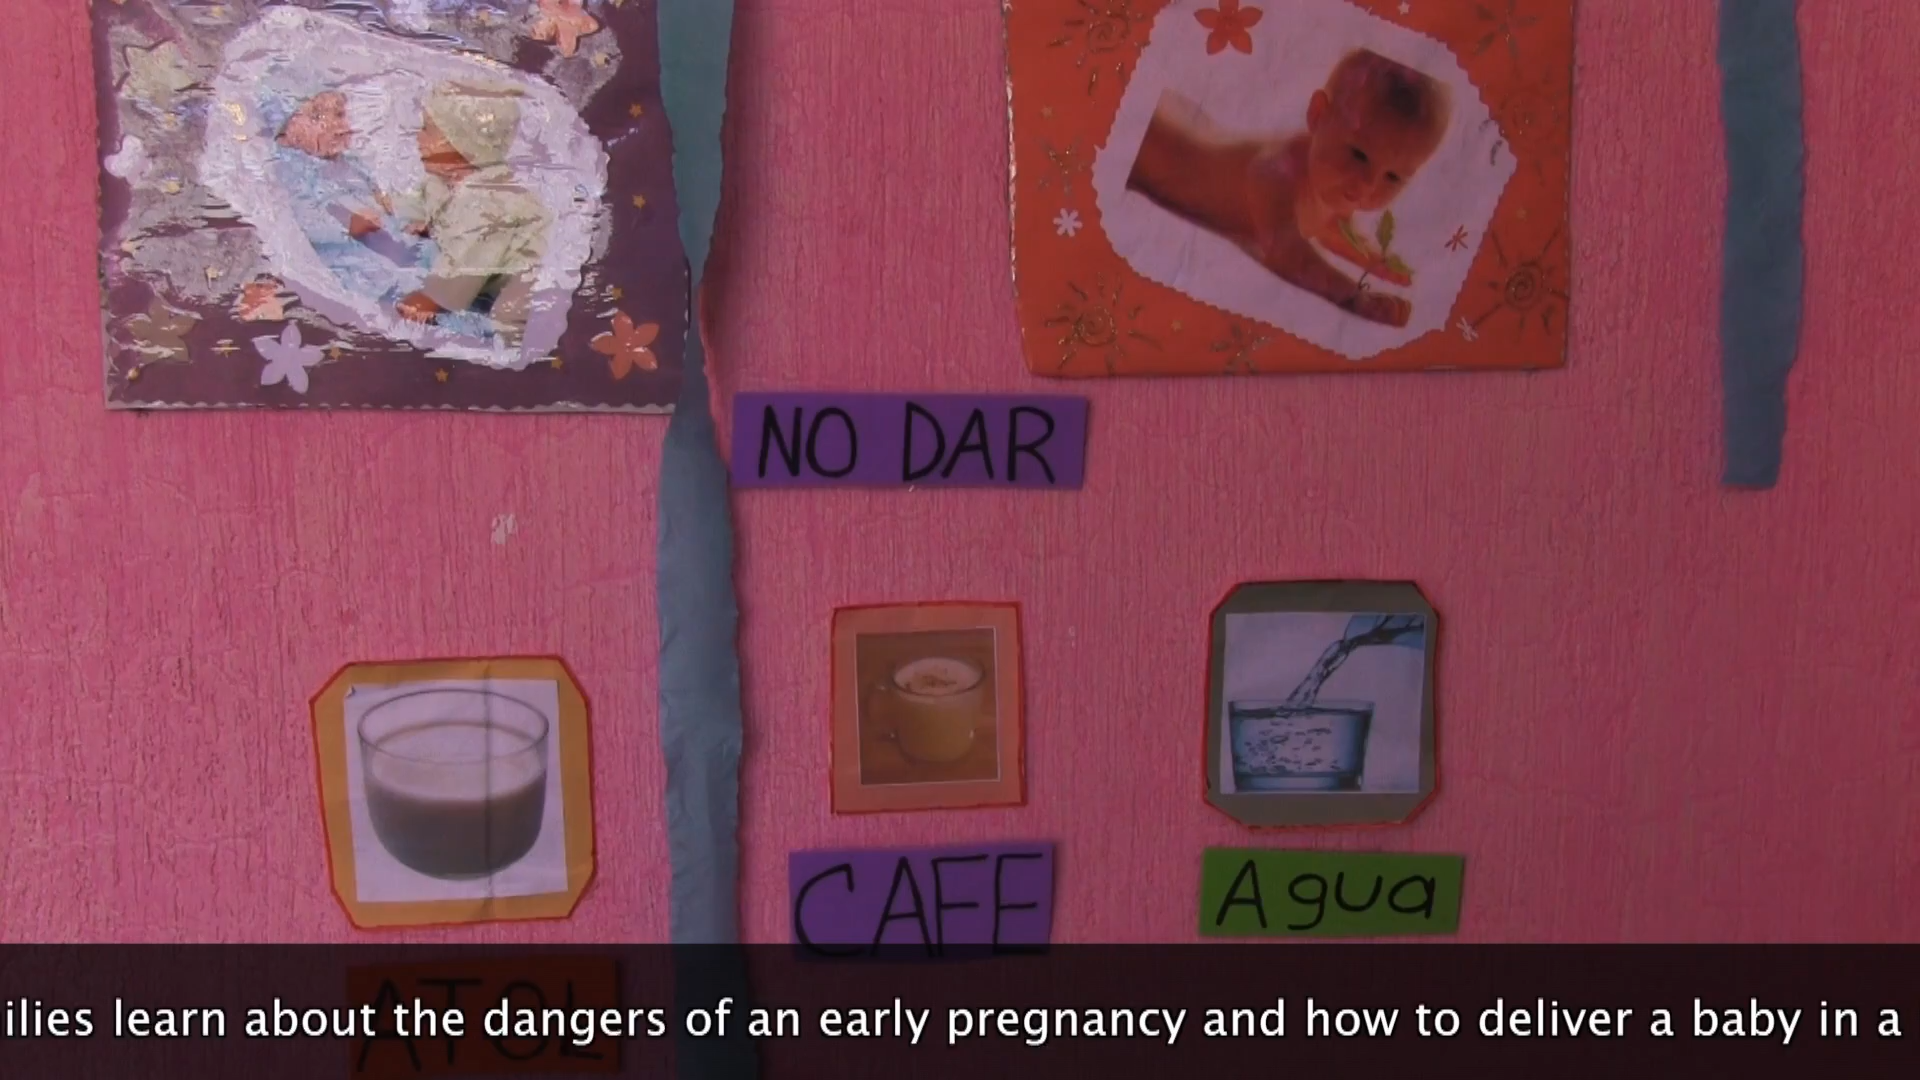 NO DAR
CAFE
Agua
ATOL
ilies learn about the dangers of an early pregnancy and how to deliver a baby in a